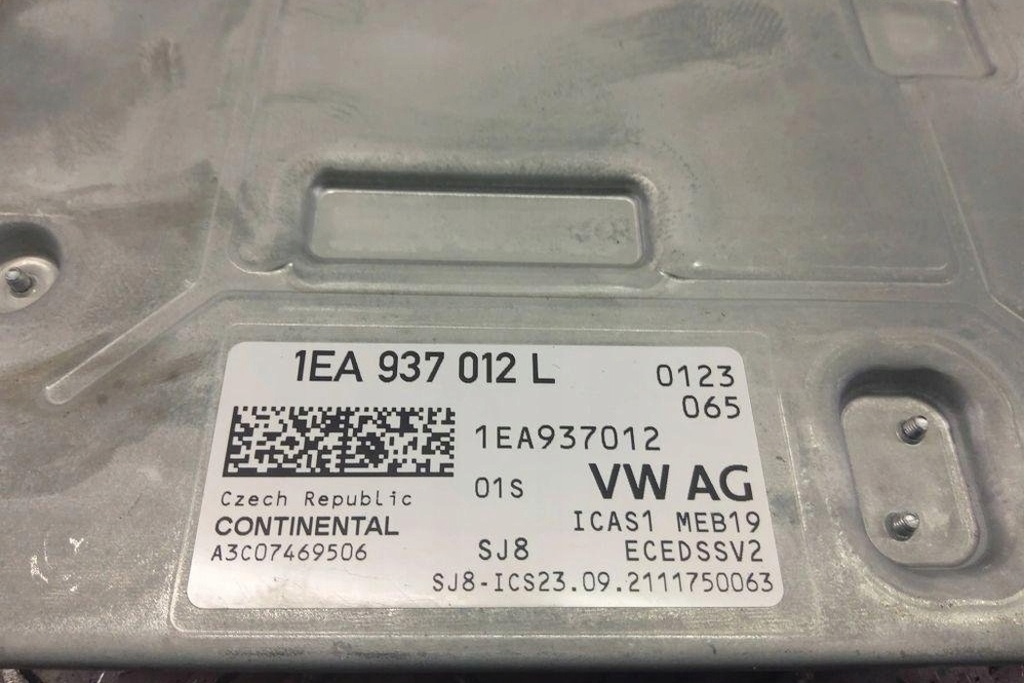 1EA 937 012 L
0123
065
1EA937012
01S
VW AG
Czech Republic
CONTINENTAL
A3C07469506
ICAS1 MEB19
SJ8
ECEDSSV2
SJ8-ICS23.09.2111750063